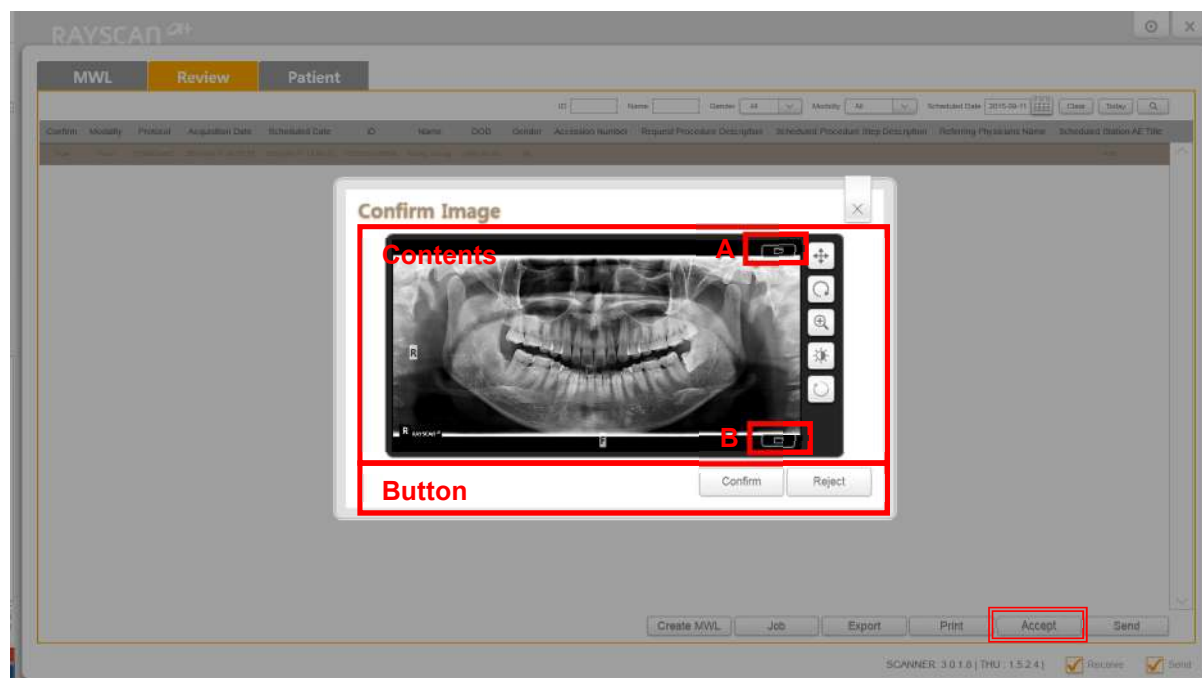 RAYSCAN α+
MWL Review Patient
ID Name Gender All Modality All Scheduled Date 2015-09-11 Clear Today
Confirm Modality Protocol Acquisition Date Scheduled Date ID Name DOB Gender Accession Number Request Procedure Description Scheduled Procedure Step Description Referring Physicians Name Scheduled Station AE Title
Confirm Image
Contents
A
R
R RAYSCAN α+
F
B
Button
Confirm Reject
Create MWL Job Export Print Accept Send
SCANNER: 3.0.1.8 | THU : 1.5.2.4 | Receive Send